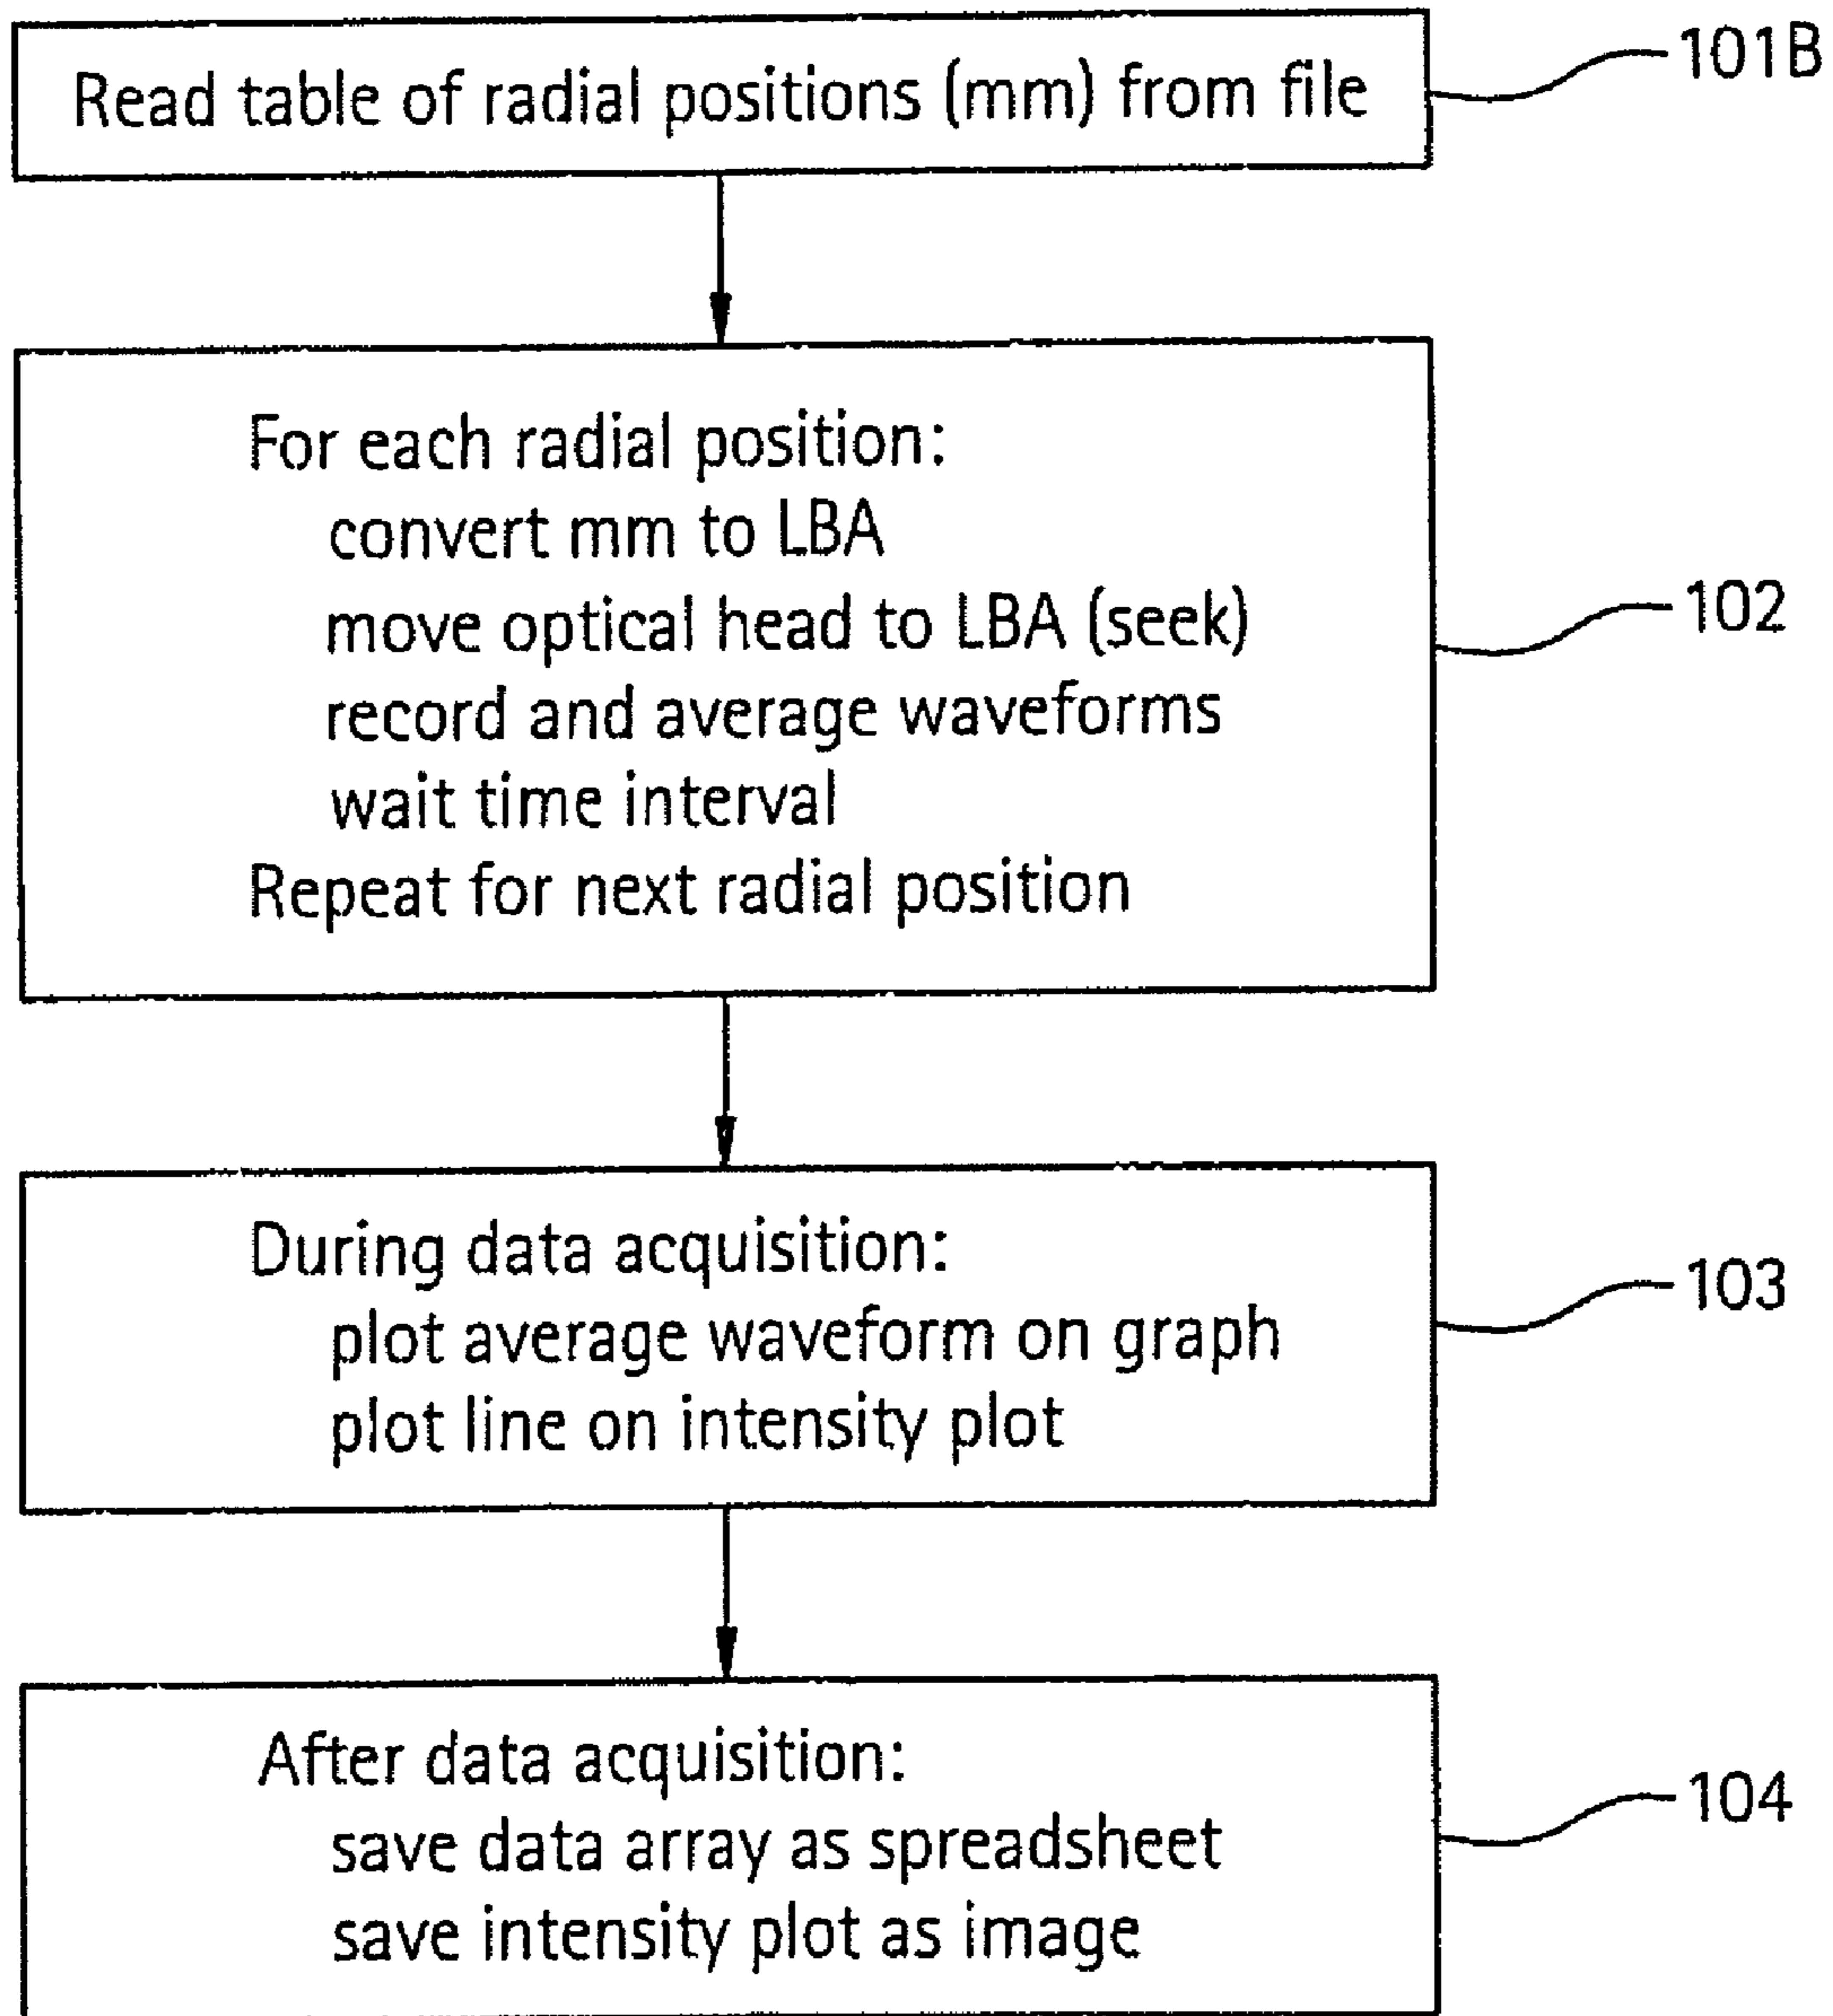 Read table of radial positions (mm) from file
101B
For each radial position:
convert mm to LBA
move optical head to LBA (seek)
record and average waveforms
wait time interval
Repeat for next radial position
102
During data acquisition:
plot average waveform on graph
plot line on intensity plot
103
After data acquisition:
save data array as spreadsheet
save intensity plot as image
104